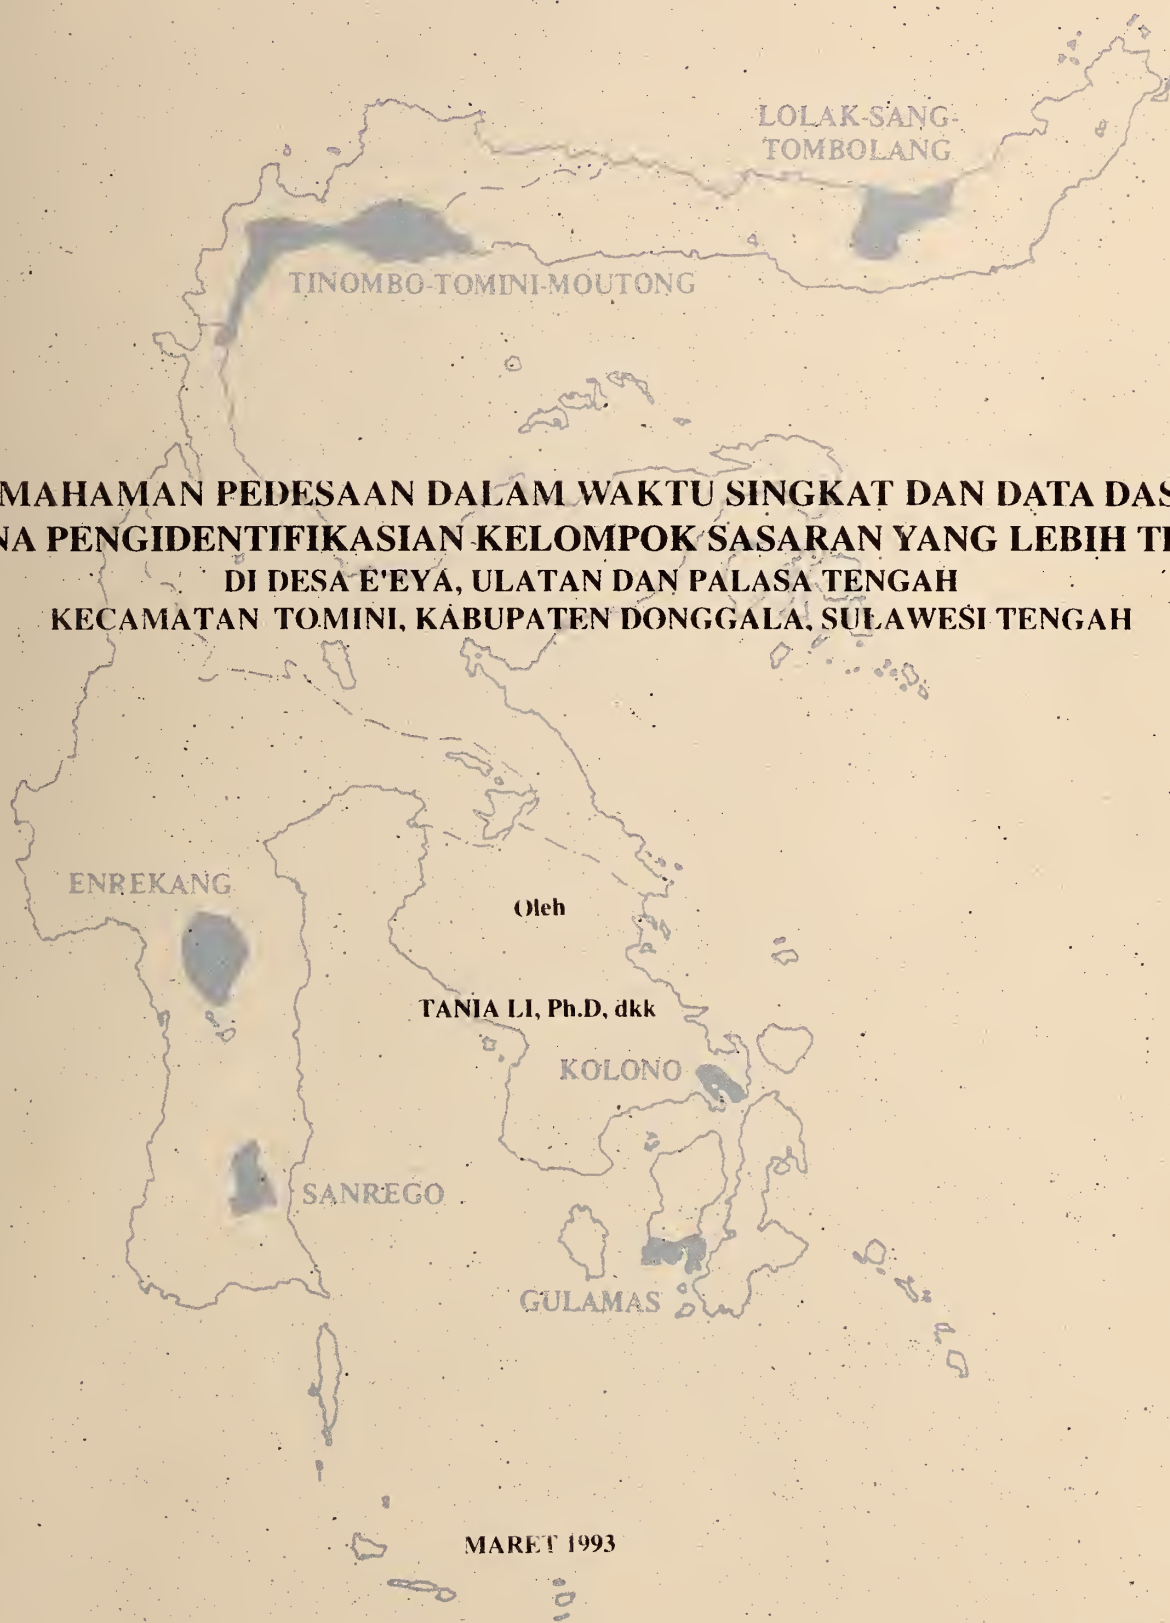 LOLAK-SANG-
TOMBOLANG
TINOMBO-TOMINI-MOUTONG
MAHAMAN PEDESAAN DALAM WAKTU SINGKAT DAN DATA DAS
NA PENGIDENTIFIKASIAN KELOMPOK SASARAN YANG LEBIH
DI DESA E'EYA, ULATAN DAN PALASA TENGAH
KECAMATAN TOMINI, KABUPATEN DONGGALA, SULAWESI TENGAH
ENREKANG
Oleh
TANIA LI, Ph.D, dkk
KOLONO
SANREGO
GULAMAS
MARET 1993